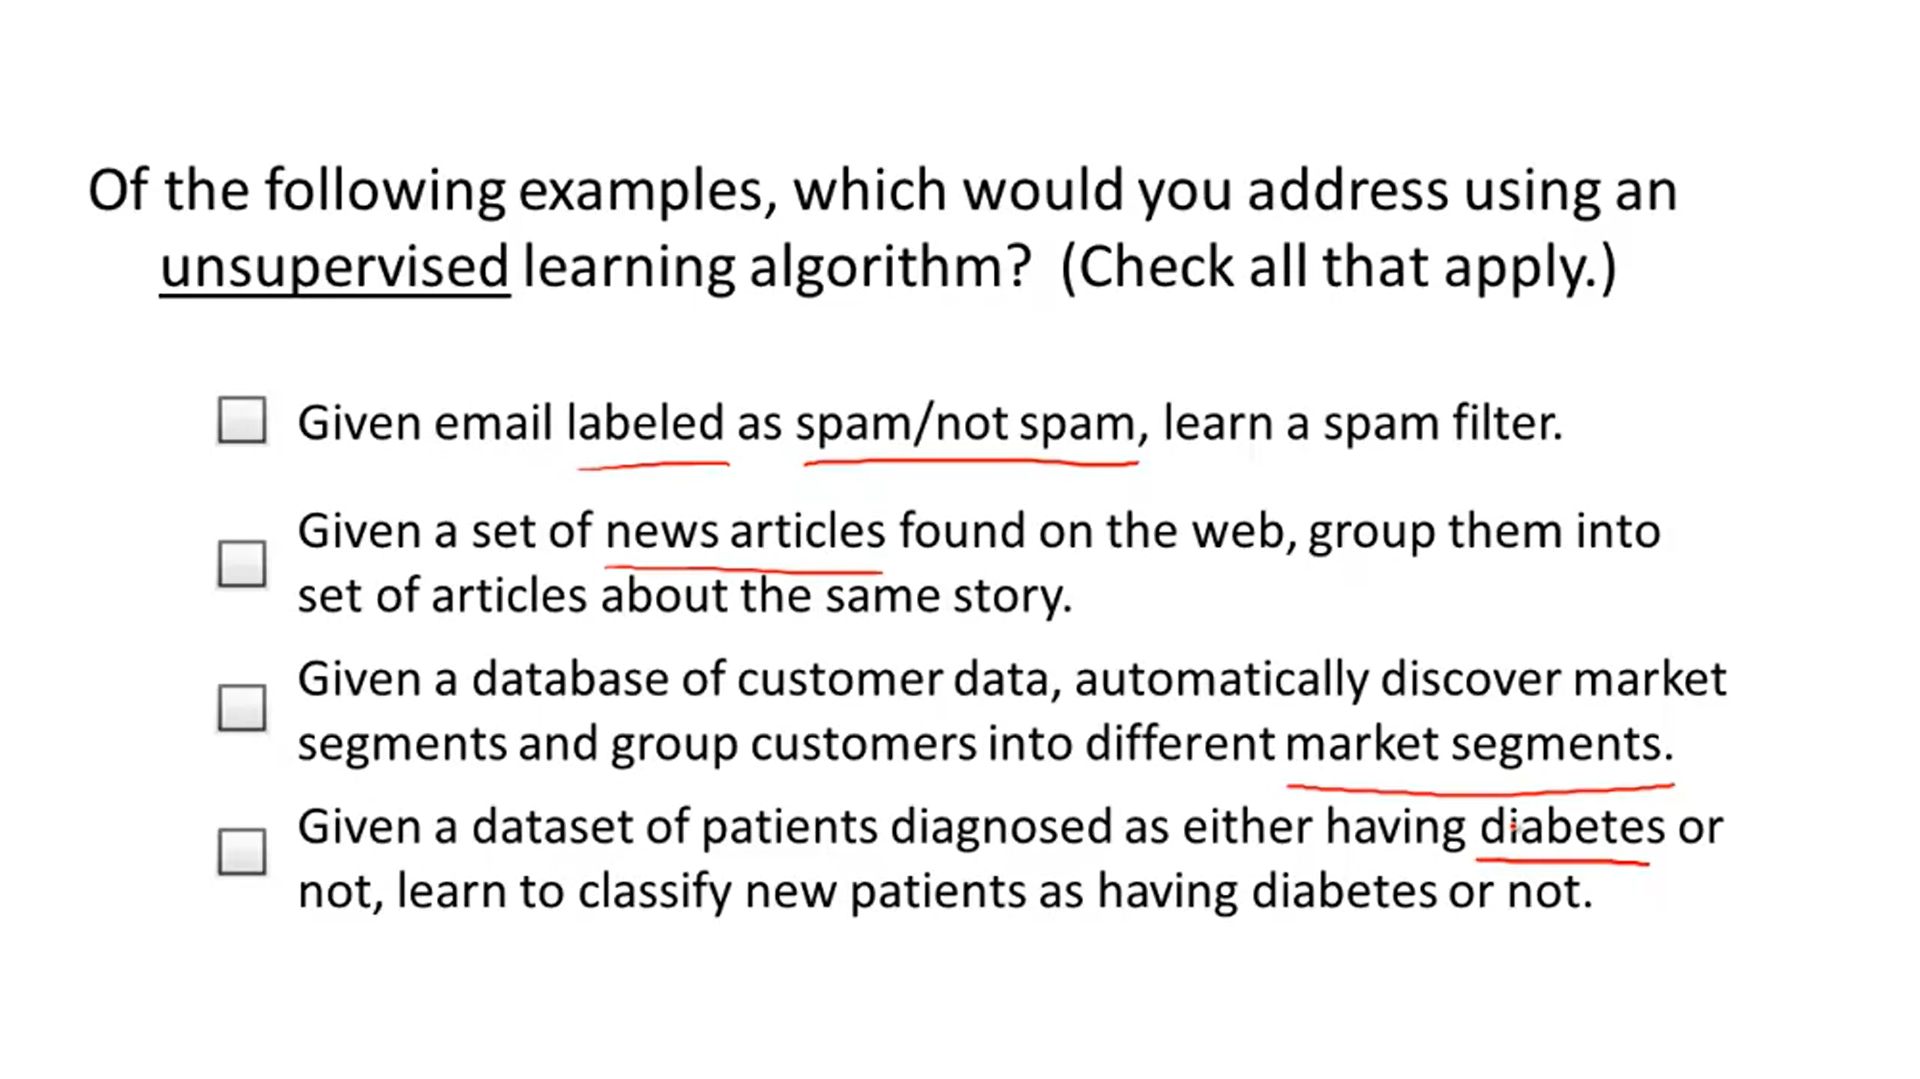 Of the following examples, which would you address using an
unsupervised learning algorithm? (Check all that apply.)
Given email labeled as spam/not spam, learn a spam filter.
Given a set of news articles found on the web, group them into
set of articles about the same story.
Given a database of customer data, automatically discover market
segments and group customers into different market segments.
Given a dataset of patients diagnosed as either having diabetes or
not, learn to classify new patients as having diabetes or not.